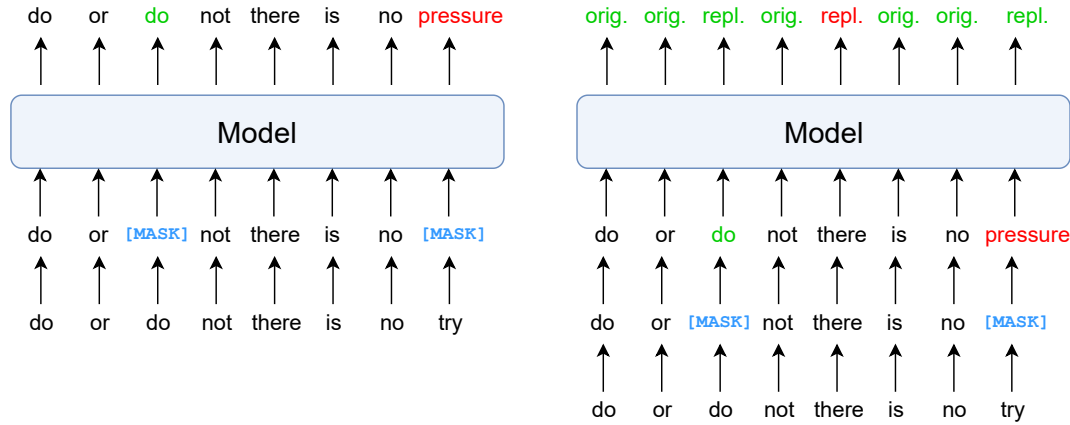 do or do not there is no pressure
Model
do or [MASK] not there is no [MASK]
do or do not there is no try
orig. orig. repl. orig. repl. orig. orig. repl.
Model
do or do not there is no pressure
do or [MASK] not there is no [MASK]
do or do not there is no try